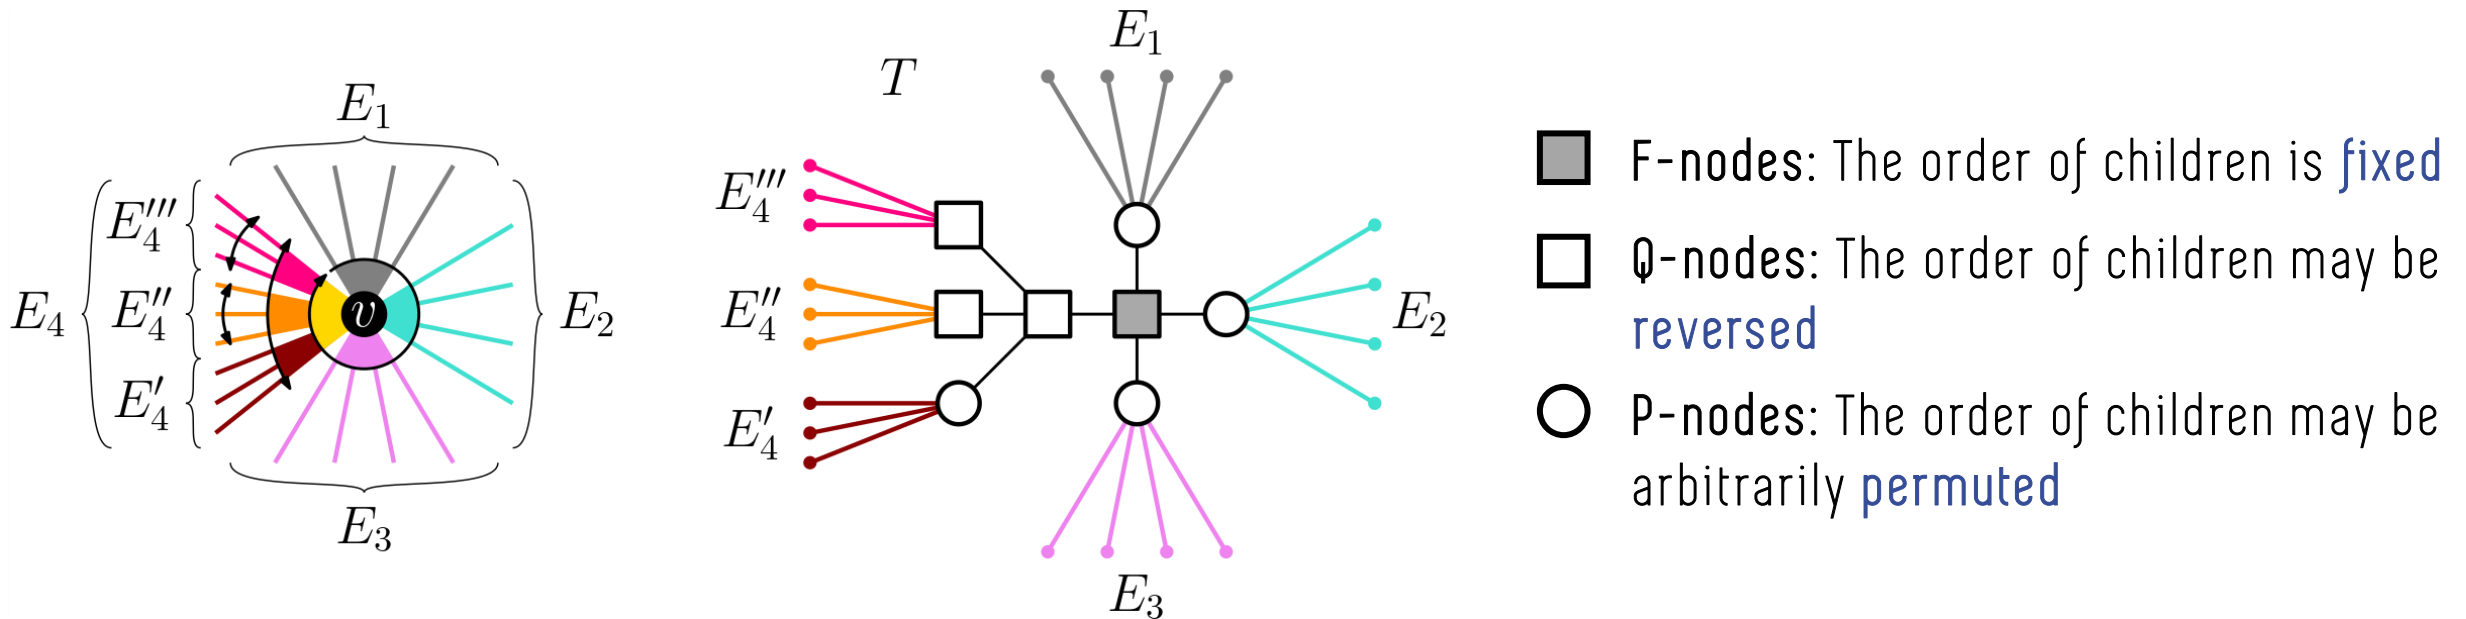 E₁
E₄‴
E₄
E₄″
v
E₂
E₄′
E₃
T
E₁
E₄‴
E₄″
E₂
E₄′
E₃
F-nodes: The order of children is fixed
Q-nodes: The order of children may be
reversed
P-nodes: The order of children may be
arbitrarily permuted